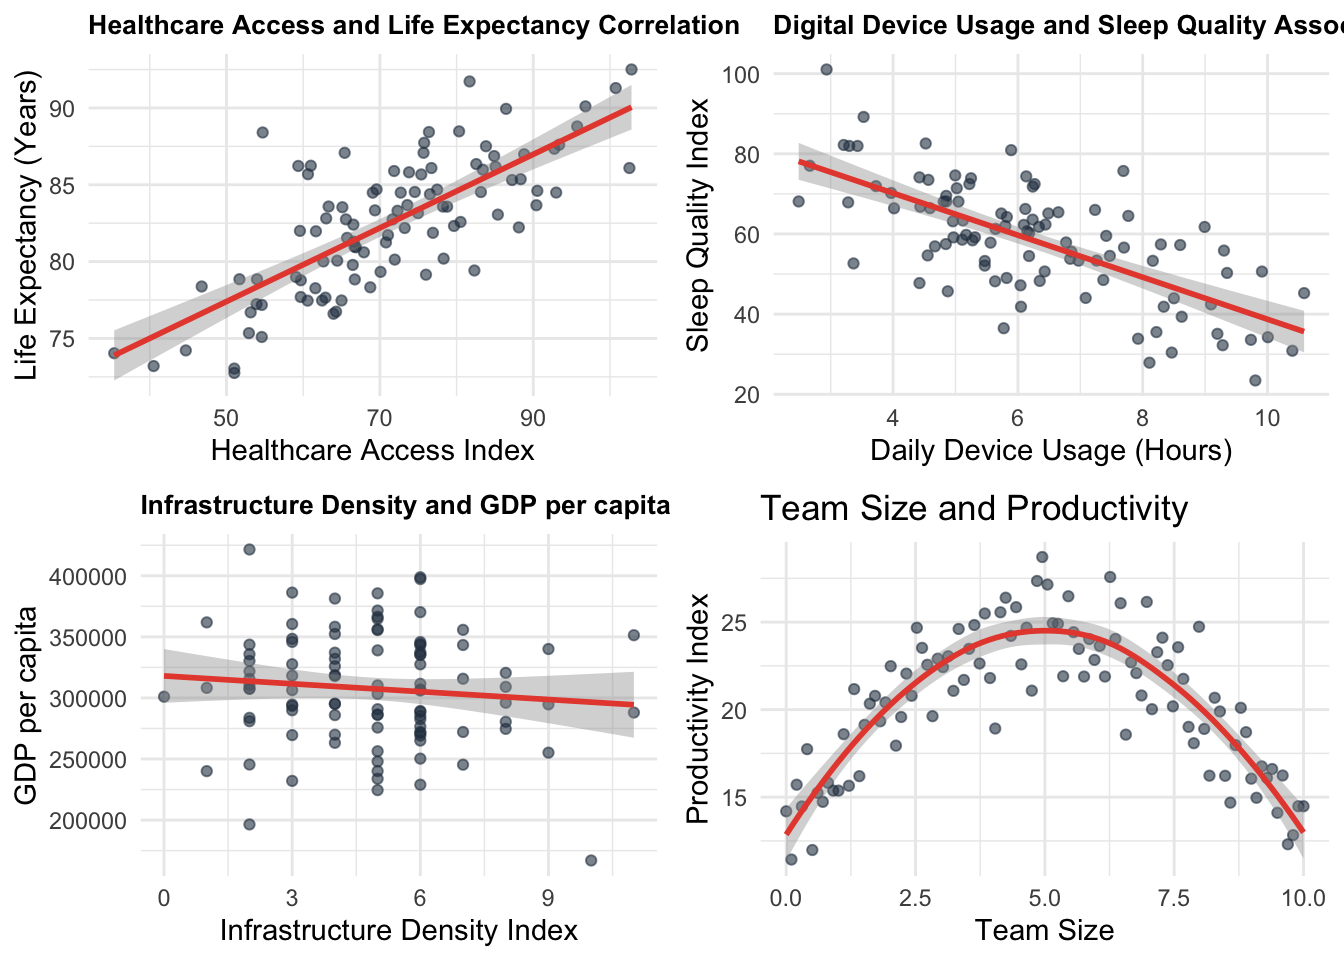 Healthcare Access and Life Expectancy Correlation
Life Expectancy (Years)
90
85
80
75
50 70 90
Healthcare Access Index
Digital Device Usage and Sleep Quality Asso
Sleep Quality Index
100
80
60
40
20
4 6 8 10
Daily Device Usage (Hours)
Infrastructure Density and GDP per capita
GDP per capita
400000
350000
300000
250000
200000
0 3 6 9
Infrastructure Density Index
Team Size and Productivity
Productivity Index
25
20
15
0.0 2.5 5.0 7.5 10.0
Team Size